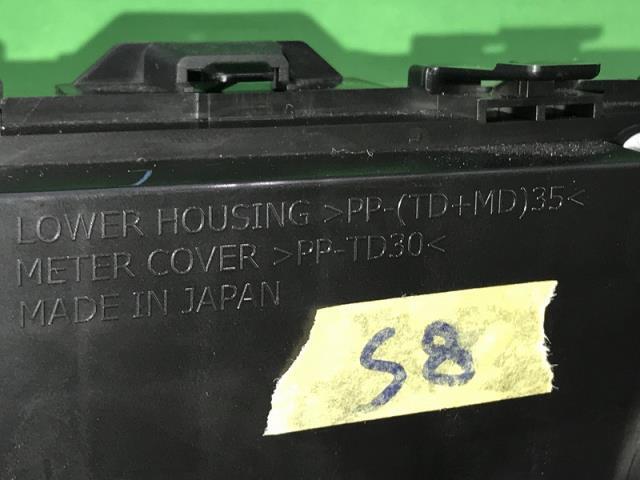 LOWER HOUSING >PP-(TD+MD)35<
METER COVER >PP-TD30<
MADE IN JAPAN
S8